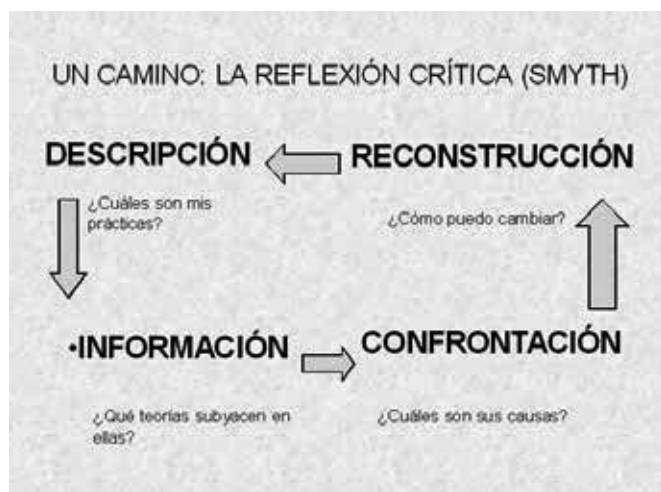 UN CAMINO: LA REFLEXIÓN CRÍTICA (SMYTH)
DESCRIPCIÓN
RECONSTRUCCIÓN
¿Cuáles son mis
prácticas?
¿Cómo puedo cambiar?
•INFORMACIÓN
CONFRONTACIÓN
¿Qué teorías subyacen en
ellas?
¿Cuáles son sus causas?